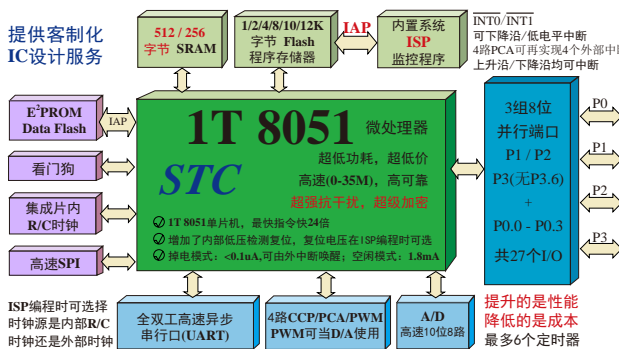 提供客制化
IC设计服务
512 / 256
字节 SRAM
1/2/4/8/10/12K
字节 Flash
程序存储器
IAP
内置系统
ISP
监控程序
INT0/INT1
可下降沿/低电平中断
4路PCA可再实现4个外部中
上升沿/下降沿均可中断
E²PROM
Data Flash
IAP
看门狗
集成片内
R/C时钟
高速SPI
1T 8051 微处理器
STC
超低功耗，超低价
高速(0-35M)，高可靠
超强抗干扰，超级加密
1T 8051单片机，最快指令快24倍
增加了内部低压检测复位，复位电压在ISP编程时可选
掉电模式：<0.1uA,可由外中断唤醒；空闲模式：1.8mA
3组8位
并行端口
P1 / P2
P3(无P3.6)
+
P0.0 - P0.3
共27个I/O
P0
P1
P2
P3
ISP编程时可选择
时钟源是内部R/C
时钟还是外部时钟
全双工高速异步
串行口(UART)
4路CCP/PCA/PWM
PWM可当D/A使用
A/D
高速10位8路
提升的是性能
降低的是成本
最多6个定时器